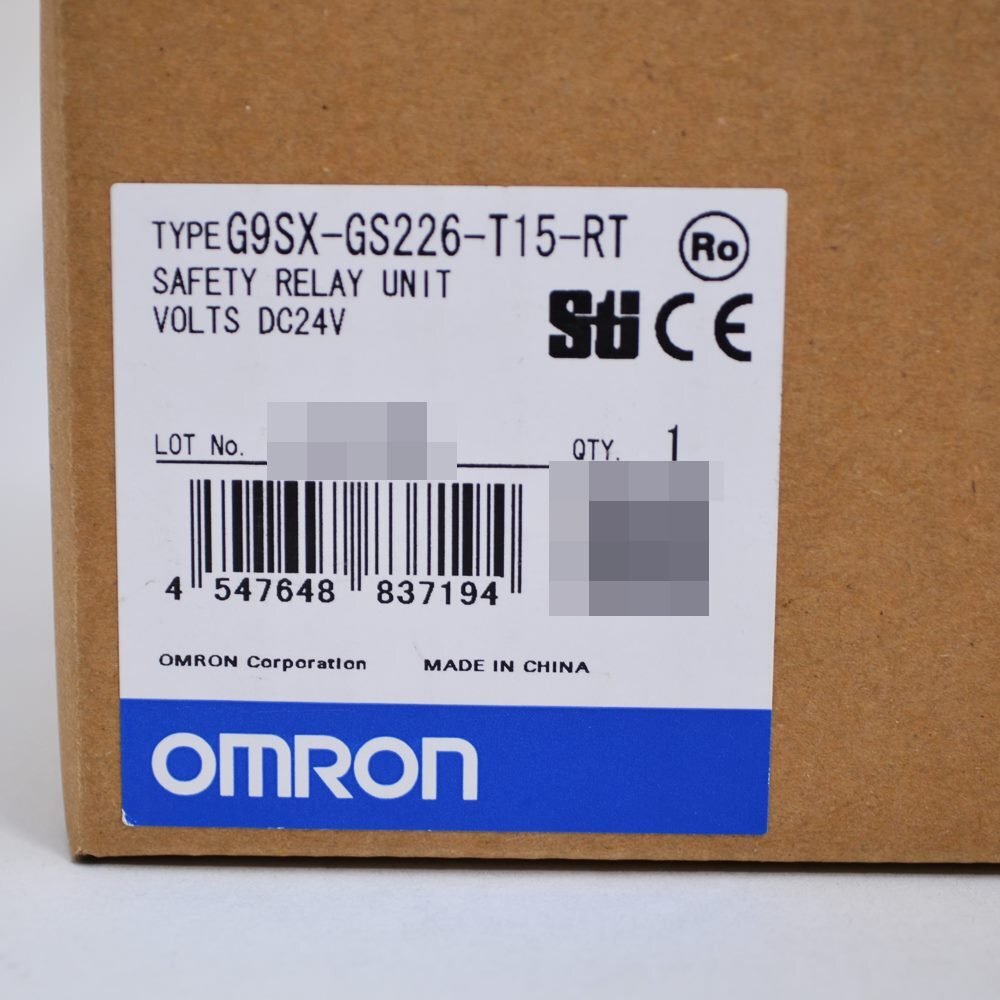 TYPE G9SX-GS226-T15-RT
Ro
SAFETY RELAY UNIT
VOLTS DC24V
Sti CE
LOT No.
QTY. 1
4 547648 837194
OMRON Corporation MADE IN CHINA
OMRON